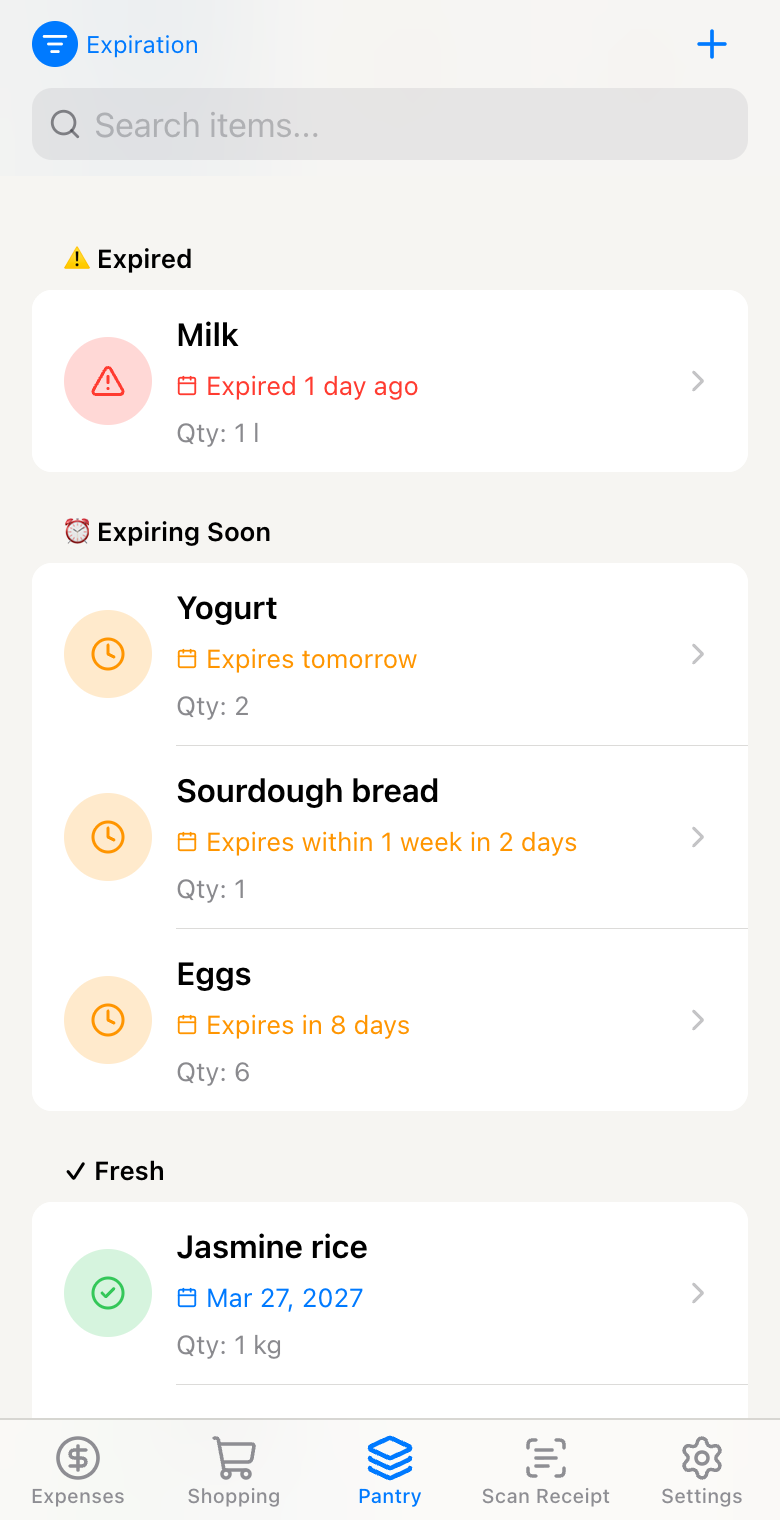 Expiration
Search items...
⚠️ Expired
Milk
Expired 1 day ago
Qty: 1 l
⏰ Expiring Soon
Yogurt
Expires tomorrow
Qty: 2
Sourdough bread
Expires within 1 week in 2 days
Qty: 1
Eggs
Expires in 8 days
Qty: 6
✓ Fresh
Jasmine rice
Mar 27, 2027
Qty: 1 kg
Expenses Shopping Pantry Scan Receipt Settings